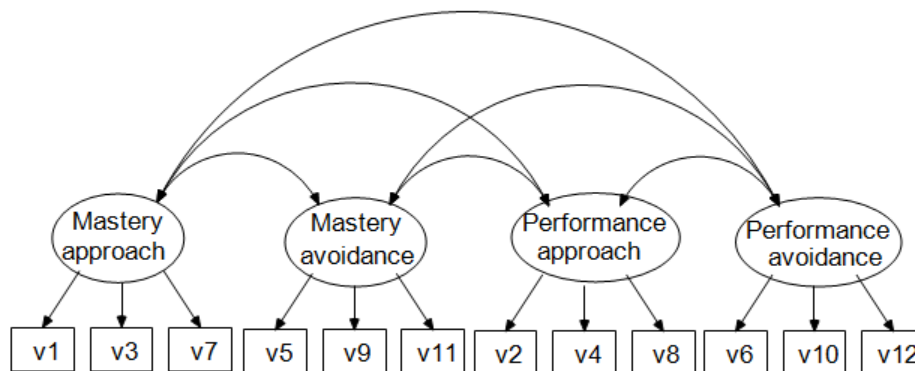 Mastery
approach
Mastery
avoidance
Performance
approach
Performance
avoidance
v1
v3
v7
v5
v9
v11
v2
v4
v8
v6
v10
v12